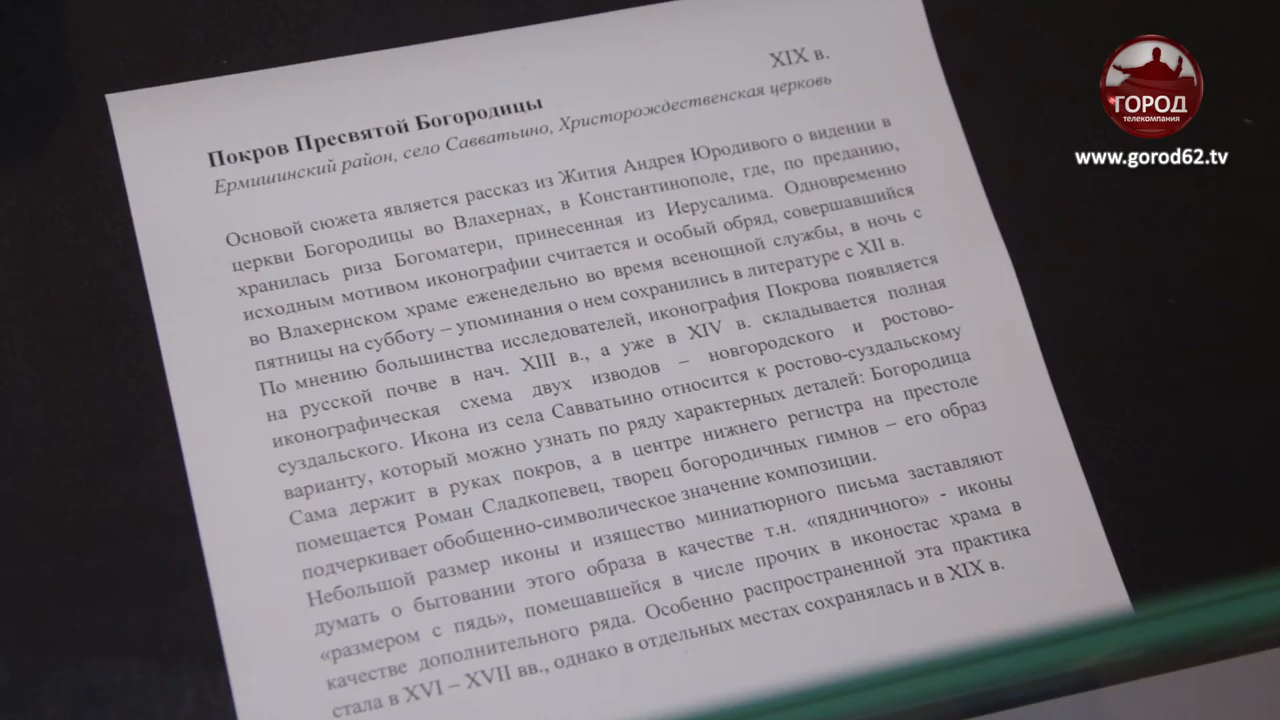 XIX в.
Покров Пресвятой Богородицы
Ермишинский район, село Савватьино, Христорождественская церковь
Основой сюжета является рассказ из Жития Андрея Юродивого о видении в
церкви Богородицы во Влахернах, в Константинополе, где, по преданию,
хранилась риза Богоматери, принесенная из Иерусалима. Одновременно
исходным мотивом иконографии считается и особый обряд, совершавшийся
во Влахернском храме еженедельно во время всенощной службы, в ночь с
пятницы на субботу – упоминания о нем сохранились в литературе с XII в.
По мнению большинства исследователей, иконография Покрова появляется
на русской почве в нач. XIII в., а уже в XIV в. складывается полная
иконографическая схема двух изводов – новгородского и ростово-
суздальского. Икона из села Савватьино относится к ростово-суздальскому
варианту, который можно узнать по ряду характерных деталей: Богородица
Сама держит в руках покров, а в центре нижнего регистра на престоле
помещается Роман Сладкопевец, творец богородичных гимнов – его образ
подчеркивает обобщенно-символическое значение композиции.
Небольшой размер иконы и изящество миниатюрного письма заставляют
думать о бытовании этого образа в качестве т.н. «пядничного» - иконы
«размером с пядь», помещавшейся в числе прочих в иконостас храма в
качестве дополнительного ряда. Особенно распространенной эта практика
стала в XVI – XVII вв., однако в отдельных местах сохранялась и в XIX в.
ГОРОД
телекомпания
www.gorod62.tv